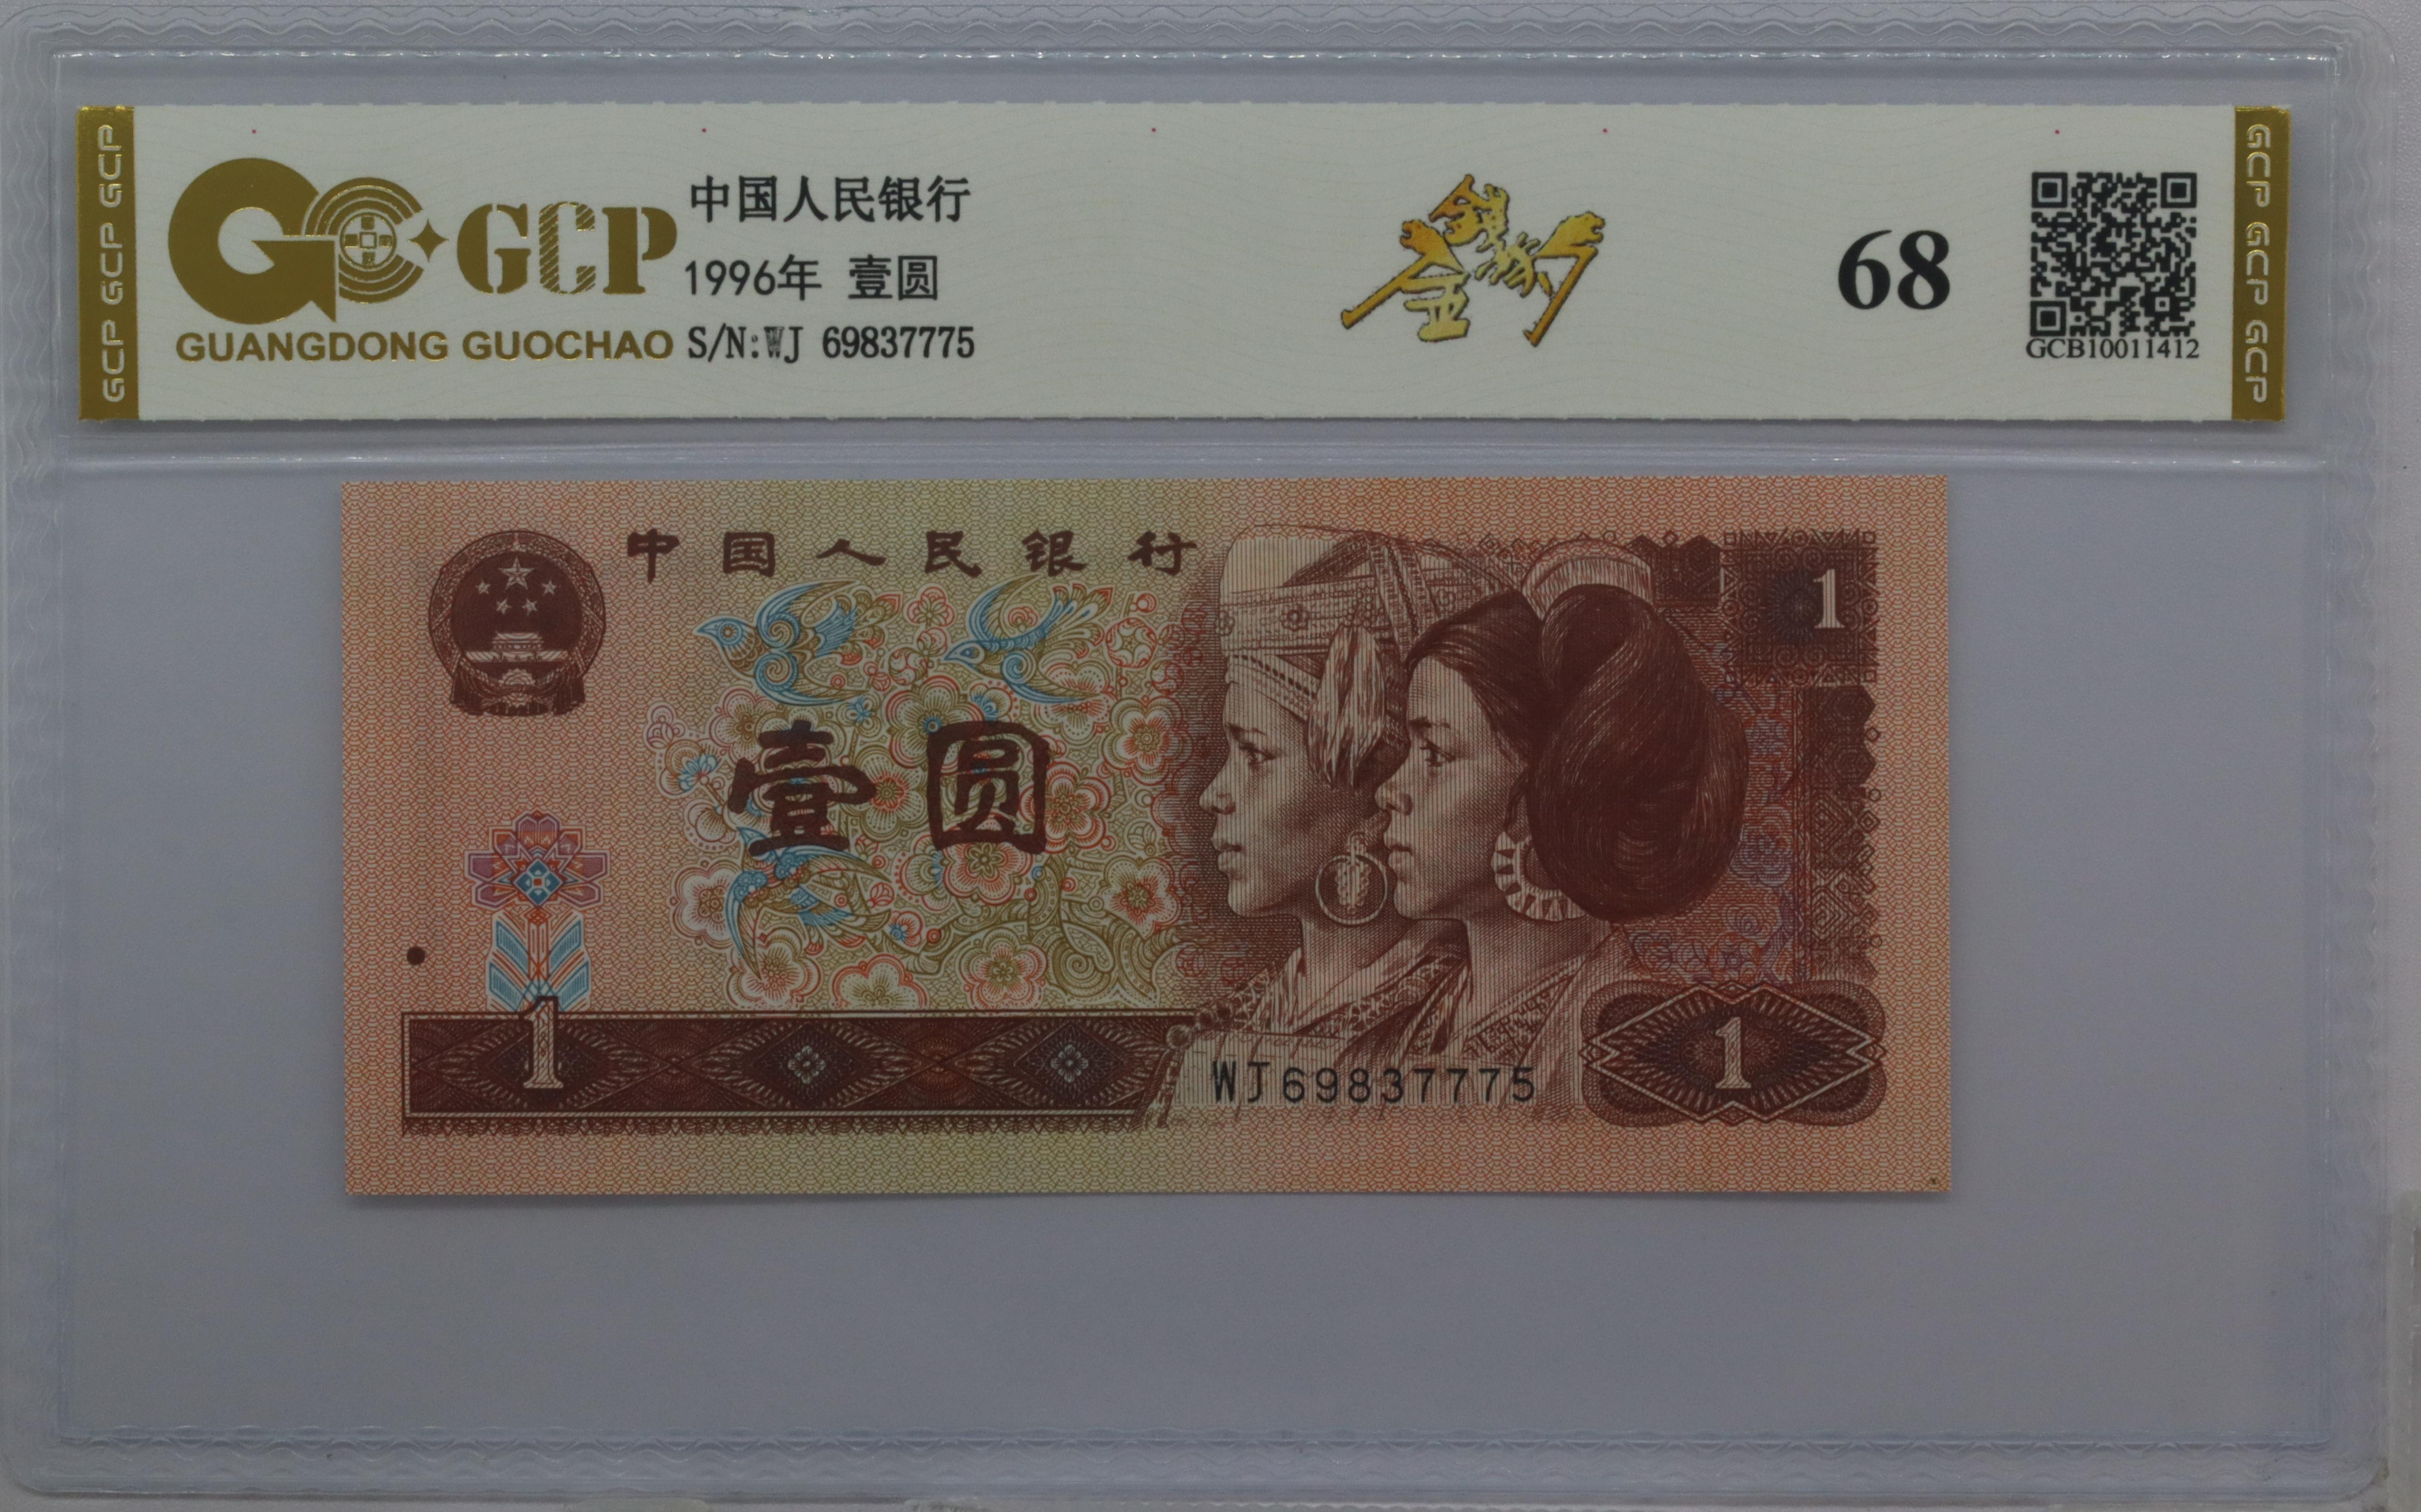 GCP GCP GCP
GCP
GUANGDONG GUOCHAO
中国人民银行
1996年 壹圆
S/N:WJ 69837775
68
GCB10011412
GCP GCP GCP
中国人民银行
1
壹圆
1
WJ69837775
1